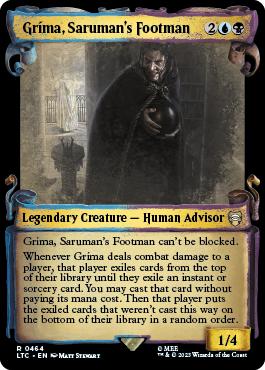 Gríma, Saruman's Footman 2
Legendary Creature — Human Advisor
Gríma, Saruman's Footman can't be blocked.
Whenever Gríma deals combat damage to a
player, that player exiles cards from the top
of their library until they exile an instant or
sorcery card. You may cast that card without
paying its mana cost. Then that player puts
the exiled cards that weren't cast this way on
the bottom of their library in a random order.
1/4
R 0464
LTC • EN Matt Stewart
© MEE
™ & © 2023 Wizards of the Coast